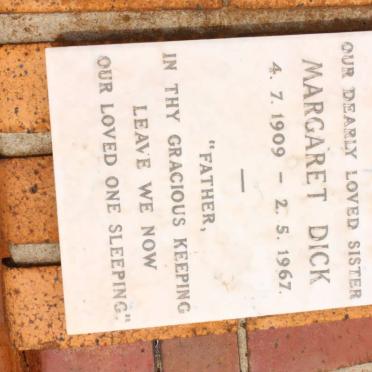 OUR DEARLY LOVED SISTER
MARGARET DICK
4. 7. 1909 – 2. 5. 1967.
—
"FATHER,
IN THY GRACIOUS KEEPING
LEAVE WE NOW
OUR LOVED ONE SLEEPING."